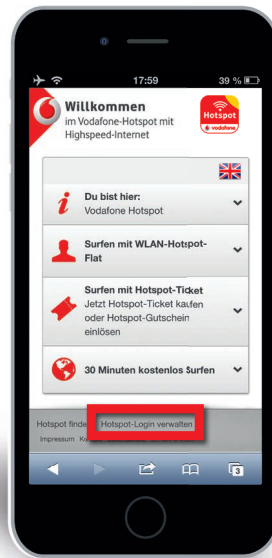 17:59
39 %
Willkommen
im Vodafone-Hotspot mit
Highspeed-Internet
Hotspot
vodafone
Du bist hier:
Vodafone Hotspot
Surfen mit WLAN-Hotspot-
Flat
Surfen mit Hotspot-Ticket
Jetzt Hotspot-Ticket kaufen
oder Hotspot-Gutschein
einlösen
30 Minuten kostenlos Surfen
Hotspot finde Hotspot-Login verwalten
Impressum
3